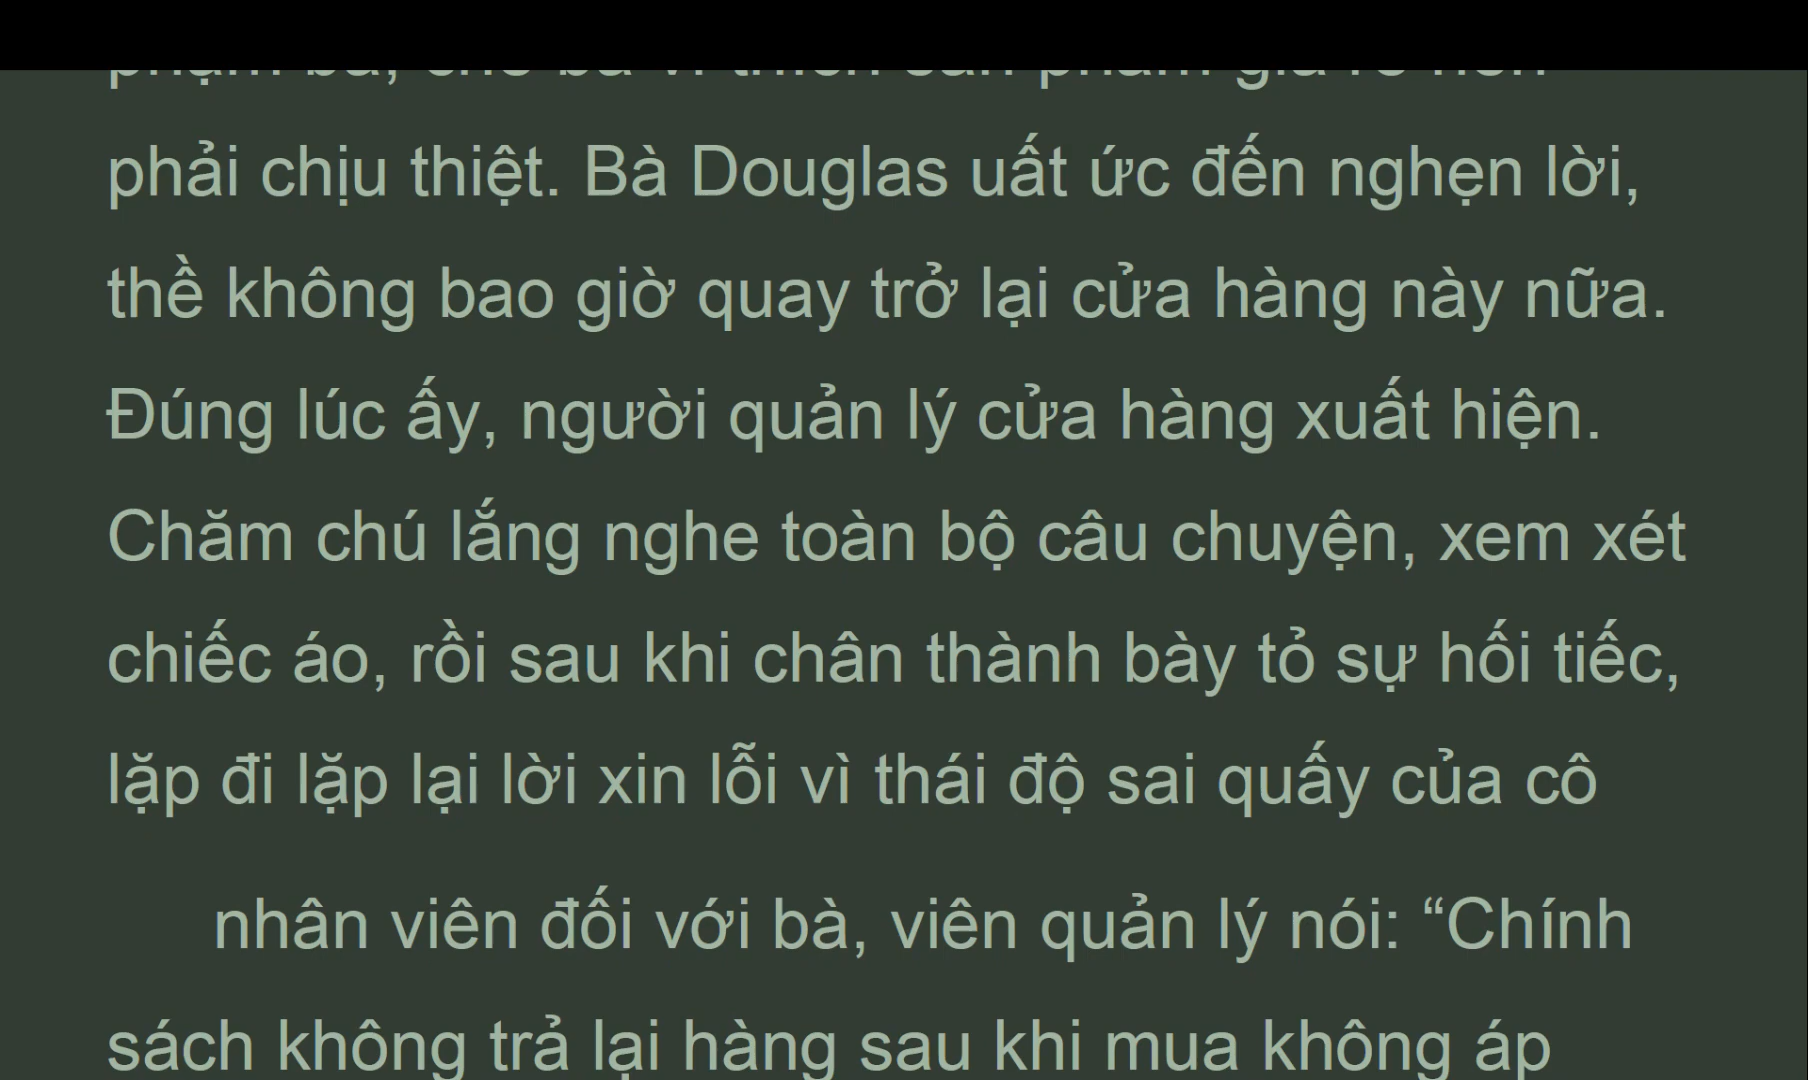 phải chịu thiệt. Bà Douglas uất ức đến nghẹn lời,
thề không bao giờ quay trở lại cửa hàng này nữa.
Đúng lúc ấy, người quản lý cửa hàng xuất hiện.
Chăm chú lắng nghe toàn bộ câu chuyện, xem xét
chiếc áo, rồi sau khi chân thành bày tỏ sự hối tiếc,
lặp đi lặp lại lời xin lỗi vì thái độ sai quấy của cô
nhân viên đối với bà, viên quản lý nói: “Chính
sách không trả lại hàng sau khi mua không áp